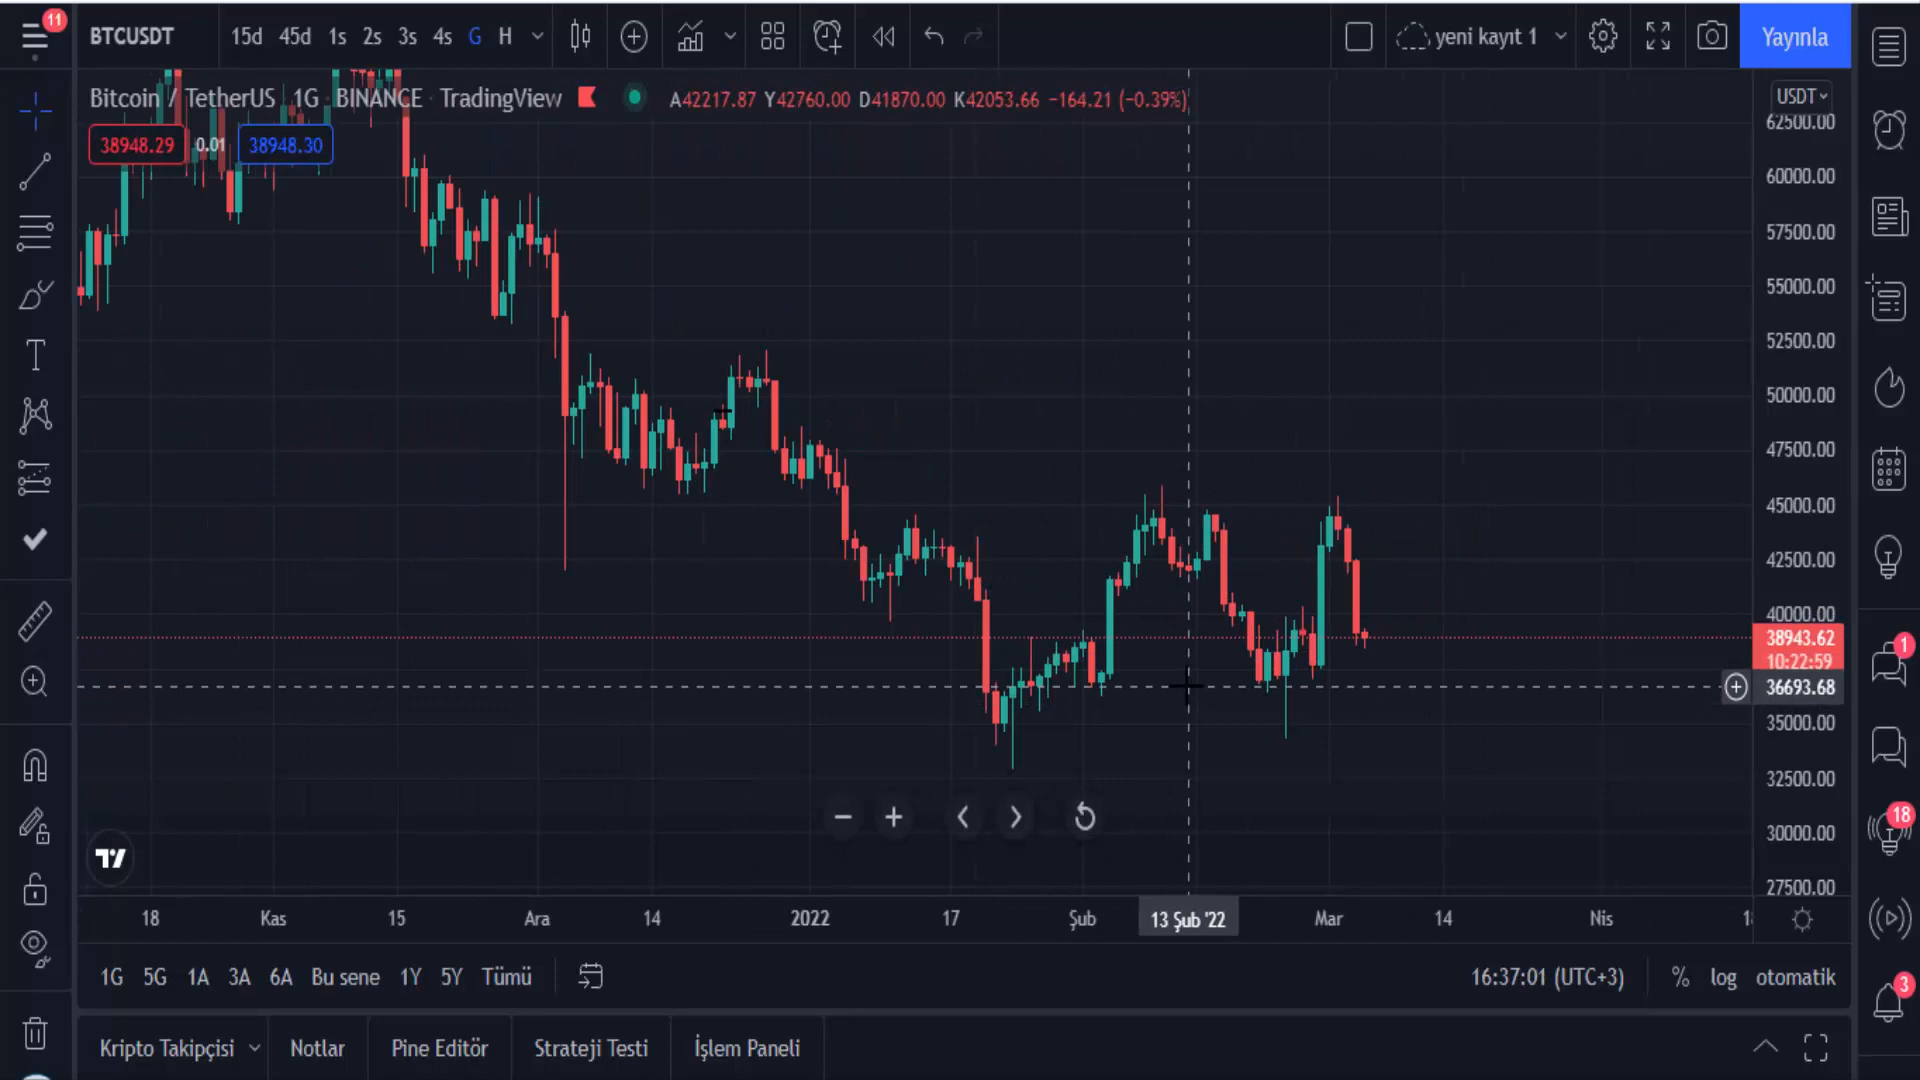 11
BTCUSDT 15d 45d 1s 2s 3s 4s G H yeni kayıt 1 Yayınla
Bitcoin / TetherUS 1G BINANCE TradingView A42217.87 Y42760.00 D41870.00 K42053.66 −164.21 (−0.39%)
USDT
38948.29 0.01 38948.30
62500.00
60000.00
57500.00
55000.00
52500.00
50000.00
47500.00
45000.00
42500.00
40000.00
38943.62
10:22:59
36693.68
35000.00
32500.00
30000.00
27500.00
T
1
18
3
18 Kas 15 Ara 14 2022 17 Şub 13 Şub '22 Mar 14 Nis
1G 5G 1A 3A 6A Bu sene 1Y 5Y Tümü 16:37:01 (UTC+3) % log otomatik
Kripto Takipçisi Notlar Pine Editör Strateji Testi İşlem Paneli